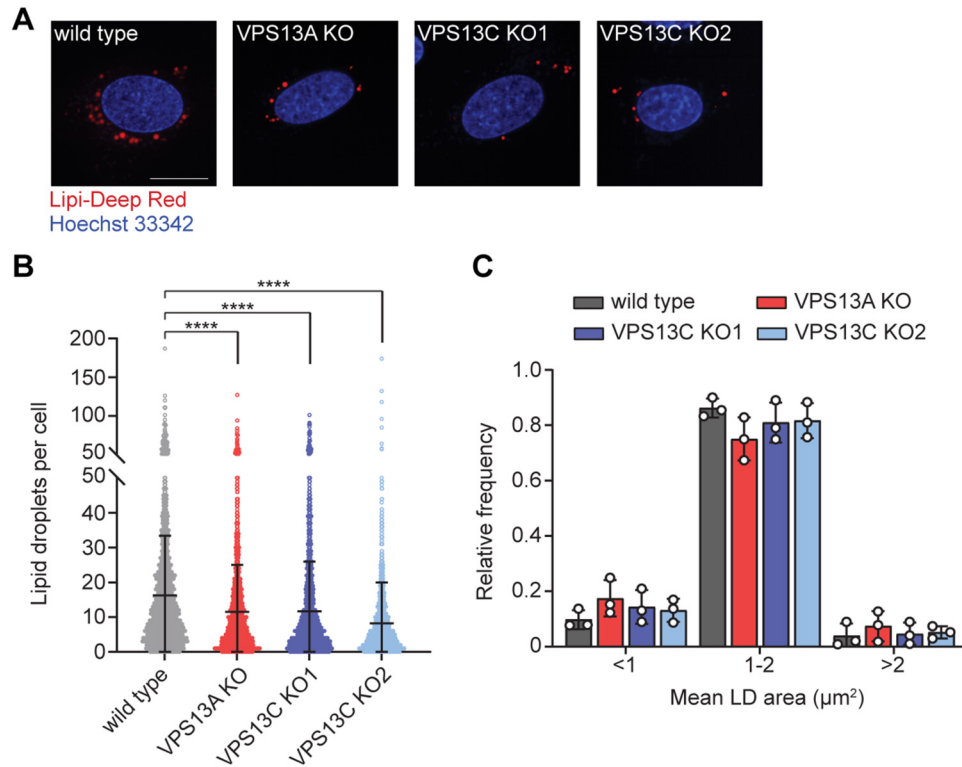 A
wild type
VPS13A KO
VPS13C KO1
VPS13C KO2
Lipi-Deep Red
Hoechst 33342
B
****
****
****
Lipid droplets per cell
200
150
100
50
50
40
30
20
10
0
wild type
VPS13A KO
VPS13C KO1
VPS13C KO2
C
wild type
VPS13A KO
VPS13C KO1
VPS13C KO2
Relative frequency
1.0
0.8
0.6
0.4
0.2
0
<1
1-2
>2
Mean LD area (µm²)